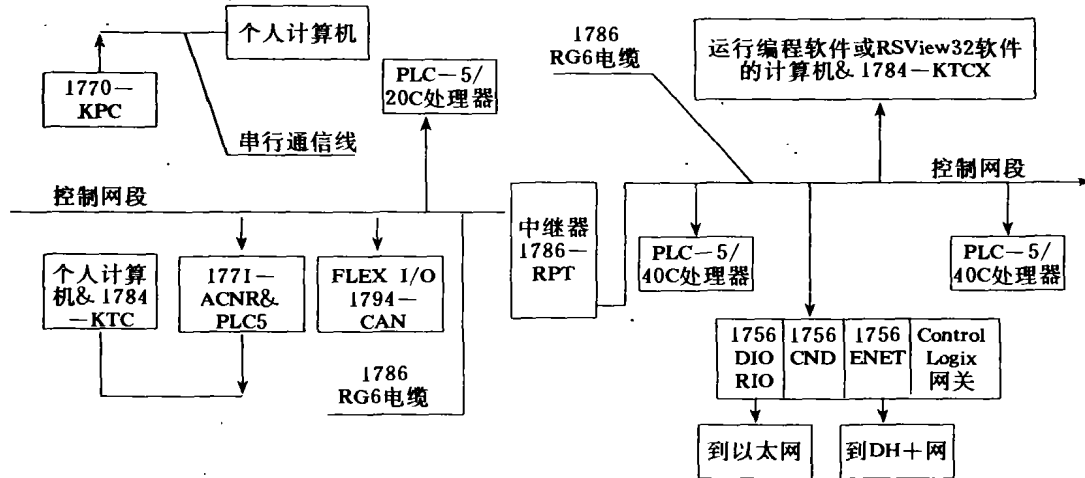 个人计算机
1770—
KPC
串行通信线
PLC—5/
20C处理器
控制网段
个人计算
机& 1784
—KTC
1771—
ACNR&
PLC5
FLEX I/O
1794—
CAN
1786
RG6电缆
中继器
1786—
RPT
1786
RG6电缆
运行编程软件或RSView32软件
的计算机& 1784—KTCX
控制网段
PLC—5/
40C处理器
PLC—5/
40C处理器
1756
DIO
RIO
1756
CND
1756
ENET
Control
Logix
网关
到以太网
到DH+网